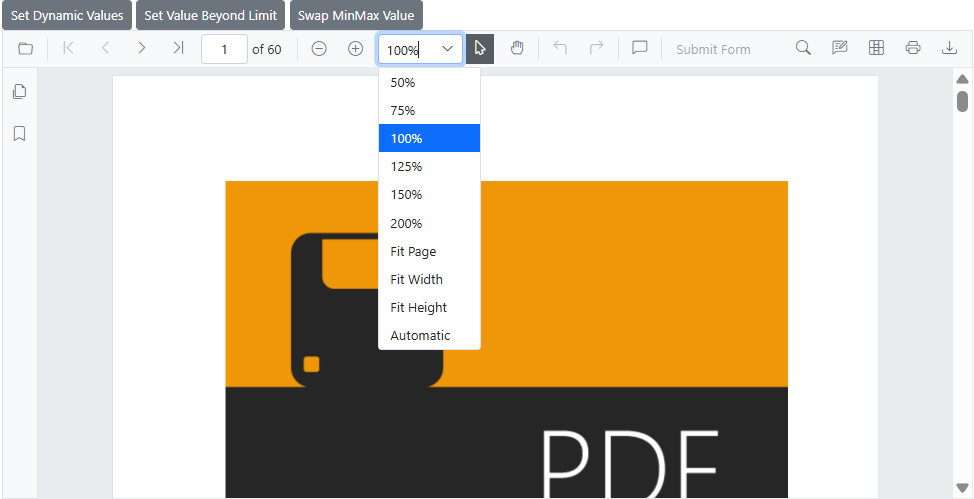 Set Dynamic Values Set Value Beyond Limit Swap MinMax Value
1 of 60 100% Submit Form
50%
75%
100%
125%
150%
200%
Fit Page
Fit Width
Fit Height
Automatic
PDF